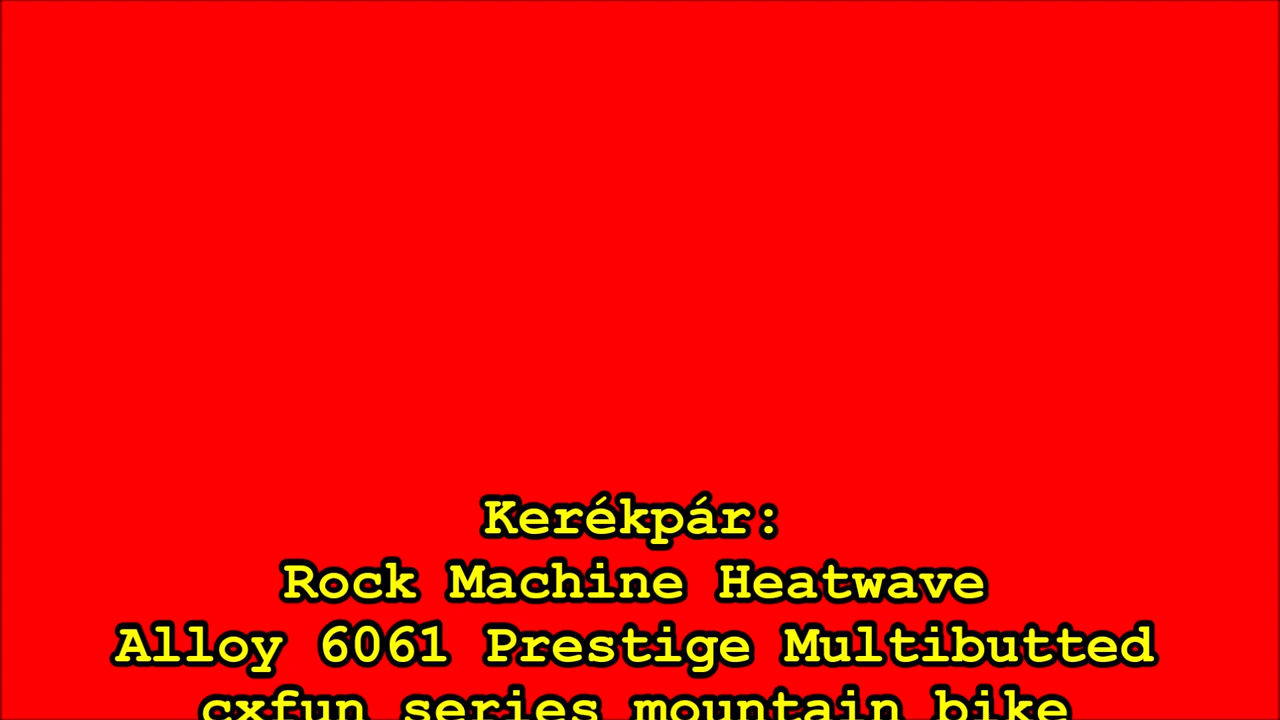 Kerékpár:
Rock Machine Heatwave
Alloy 6061 Prestige Multibutted
cxfun series mountain bike